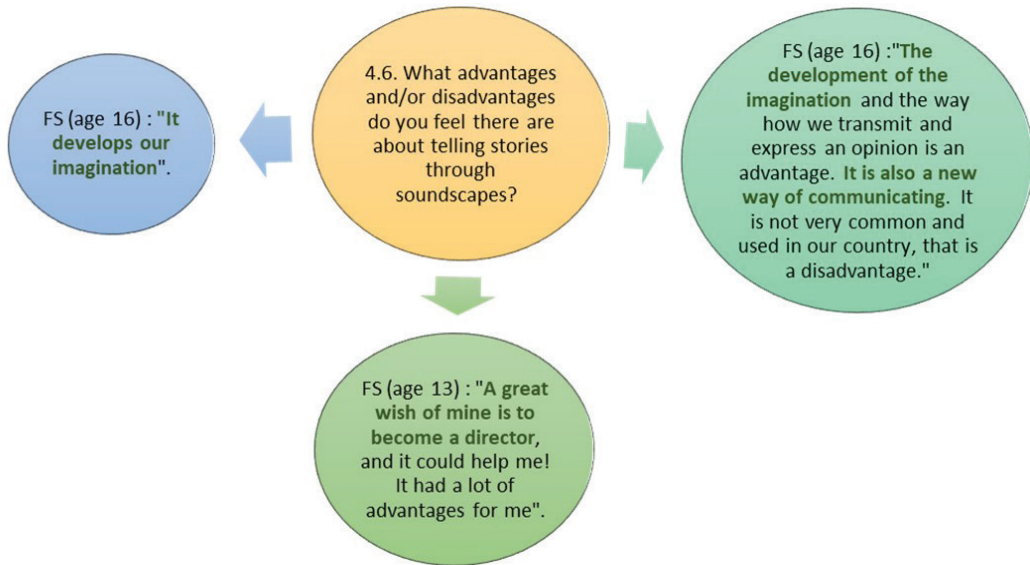 4.6. What advantages
and/or disadvantages
do you feel there are
about telling stories
through
soundscapes?
FS (age 16) : "It
develops our
imagination".
FS (age 16) :"The
development of the
imagination and the way
how we transmit and
express an opinion is an
advantage. It is also a new
way of communicating. It
is not very common and
used in our country, that is
a disadvantage."
FS (age 13) : "A great
wish of mine is to
become a director,
and it could help me!
It had a lot of
advantages for me".